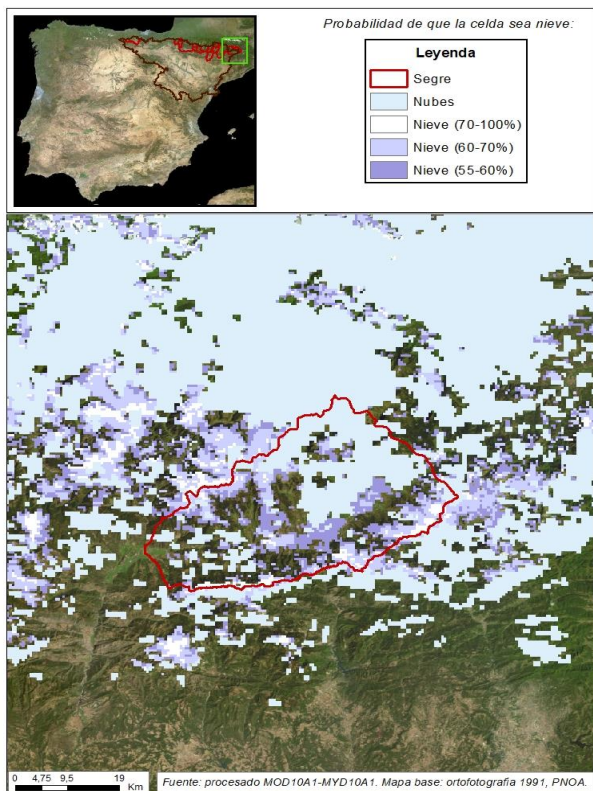 Probabilidad de que la celda sea nieve:
Leyenda
Segre
Nubes
Nieve (70-100%)
Nieve (60-70%)
Nieve (55-60%)
0 4,75 9,5 19
Km
Fuente: procesado MOD10A1-MYD10A1. Mapa base: ortofotografia 1991, PNOA.